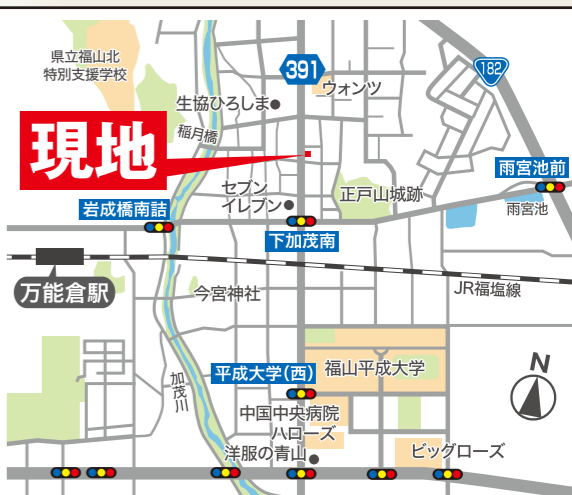 県立福山北
特別支援学校
391
182
ウォンツ
生協ひろしま
稲月橋
現地
雨宮池前
セブン
イレブン
正戸山城跡
雨宮池
岩成橋南詰
下加茂南
万能倉駅
今宮神社
JR福塩線
加茂川
平成大学(西)
福山平成大学
N
中国中央病院
ハローズ
洋服の青山
ビッグローズ